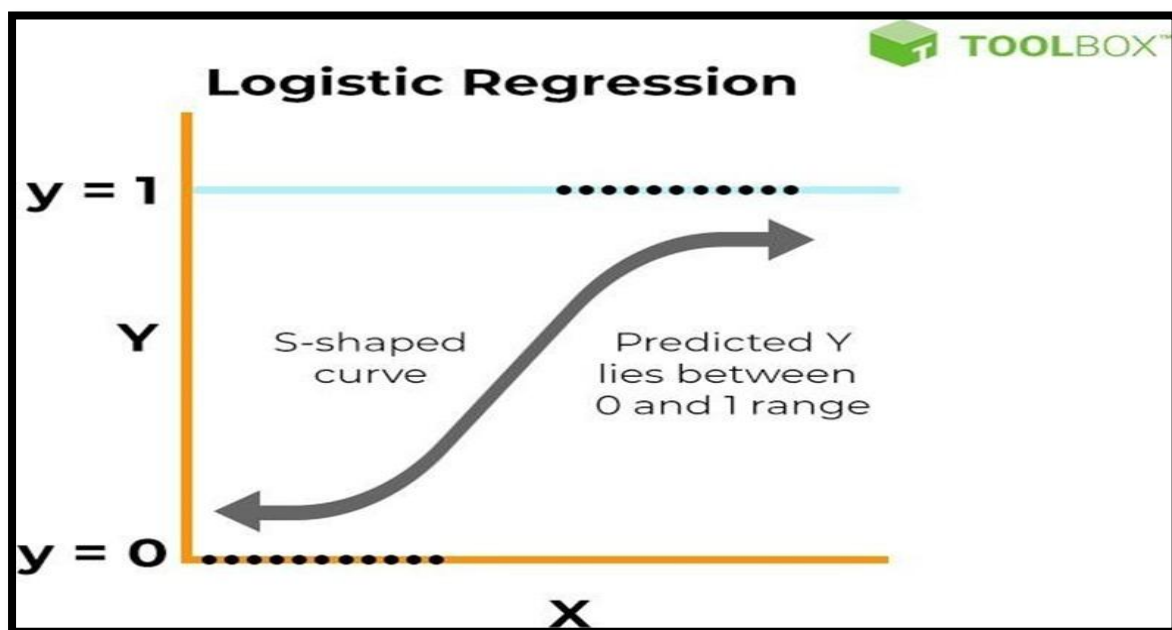 TOOLBOX™
Logistic Regression
y = 1
Y
S-shaped
curve
Predicted Y
lies between
0 and 1 range
y = 0
X